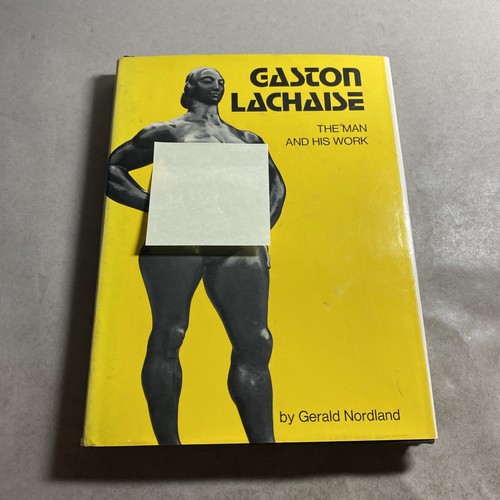 GASTON
LACHAISE
THE MAN
AND HIS WORK
by Gerald Nordland